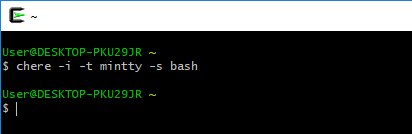 ~
User@DESKTOP-PKU29JR ~
$ chere -i -t mintty -s bash
User@DESKTOP-PKU29JR ~
$